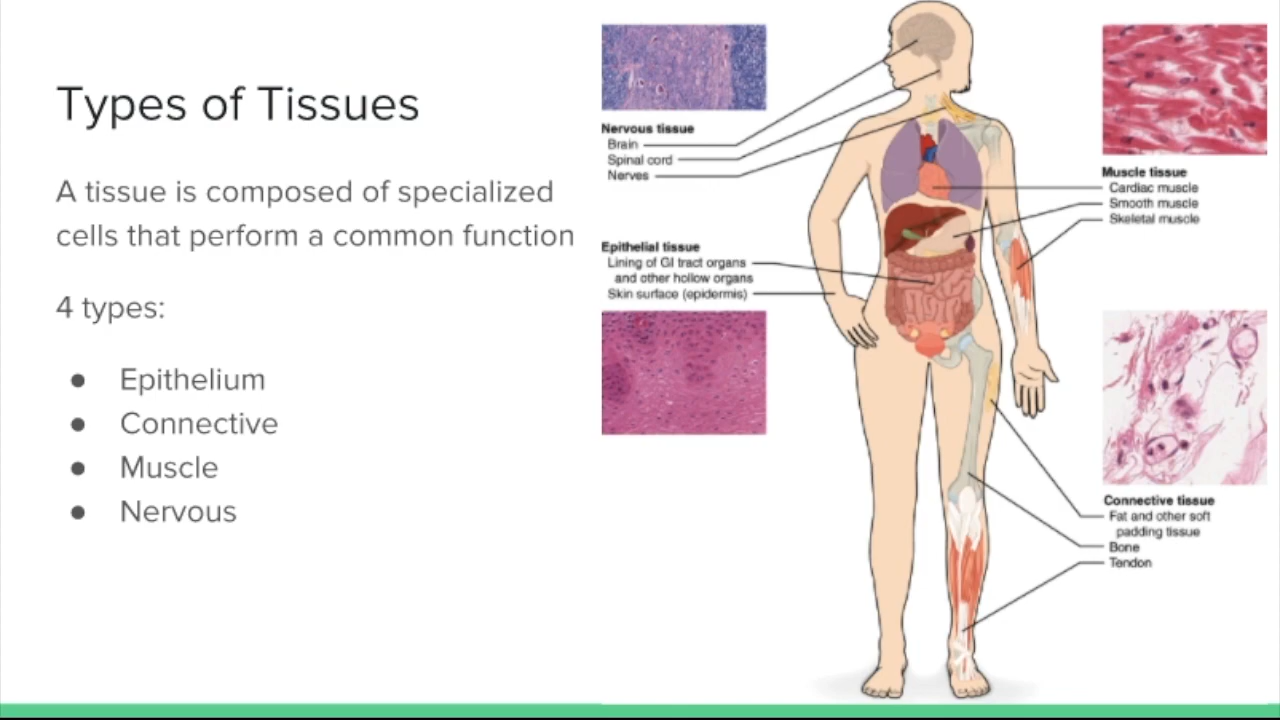 Types of Tissues
A tissue is composed of specialized
cells that perform a common function
4 types:
● Epithelium
● Connective
● Muscle
● Nervous
Nervous tissue
Brain
Spinal cord
Nerves
Epithelial tissue
Lining of GI tract organs
and other hollow organs
Skin surface (epidermis)
Muscle tissue
Cardiac muscle
Smooth muscle
Skeletal muscle
Connective tissue
Fat and other soft
padding tissue
Bone
Tendon